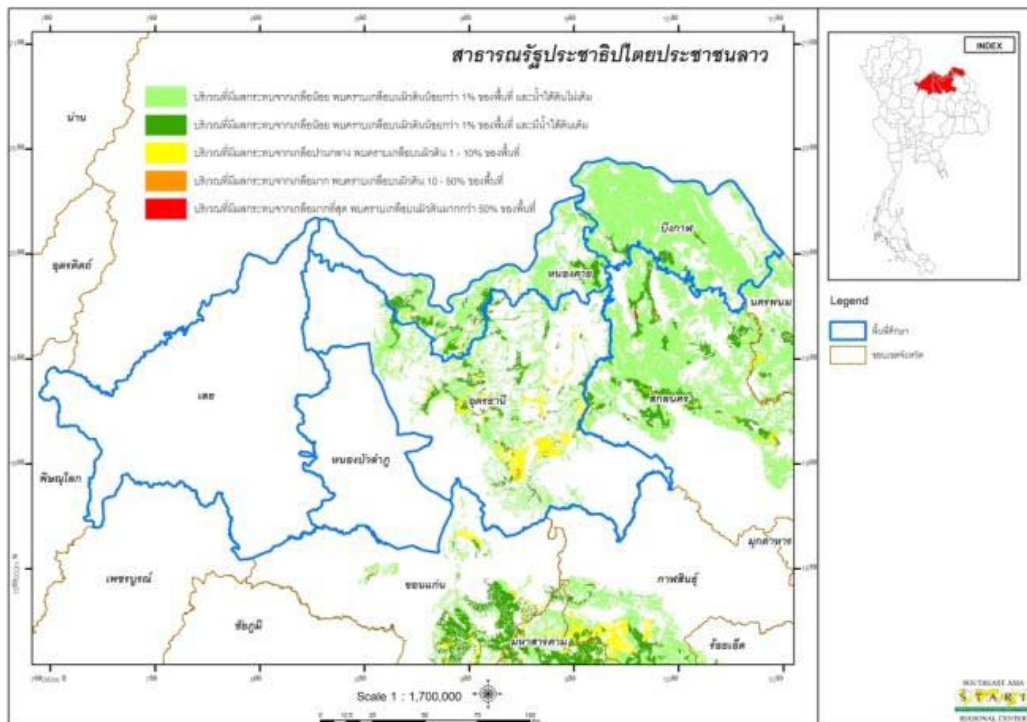 สาธารณรัฐประชาธิปไตยประชาชนลาว
บริเวณที่มีผลกระทบจากเกลือน้อย พบคราบเกลือบนผิวดินน้อยกว่า 1% ของพื้นที่ และน้ำใต้ดินไม่เค็ม
บริเวณที่มีผลกระทบจากเกลือน้อย พบคราบเกลือบนผิวดินน้อยกว่า 1% ของพื้นที่ และมีน้ำใต้ดินเค็ม
บริเวณที่มีผลกระทบจากเกลือปานกลาง พบคราบเกลือบนผิวดิน 1 - 10% ของพื้นที่
บริเวณที่มีผลกระทบจากเกลือมาก พบคราบเกลือบนผิวดิน 10 - 50% ของพื้นที่
บริเวณที่มีผลกระทบจากเกลือมากที่สุด พบคราบเกลือบนผิวดินมากกว่า 50% ของพื้นที่
น่าน
อุตรดิตถ์
บึงกาฬ
หนองคาย
นครพนม
เลย
อุดรธานี
สกลนคร
หนองบัวลำภู
พิษณุโลก
มุกดาหาร
เพชรบูรณ์
ขอนแก่น
กาฬสินธุ์
ชัยภูมิ
มหาสารคาม
ร้อยเอ็ด
Scale 1 : 1,700,000
INDEX
Legend
พื้นที่ศึกษา
ขอบเขตจังหวัด
SOUTHEAST ASIA
START
REGIONAL CENTER